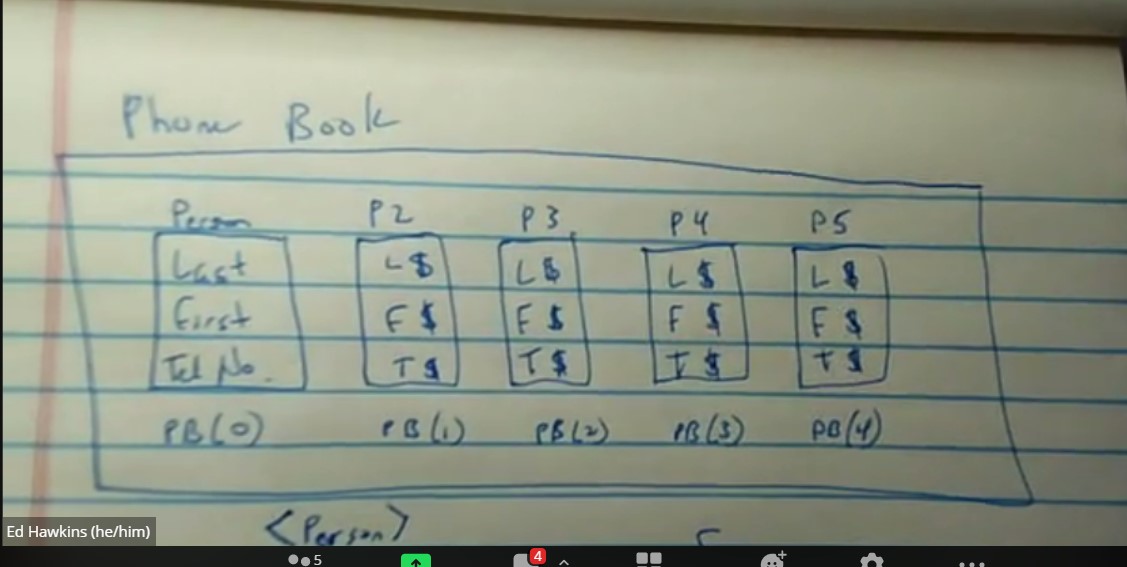 Phone Book
Person P2 P3 P4 P5
Last L$ L$ L$ L$
First F$ F$ F$ F$
Tel No. T$ T$ T$ T$
PB(0) PB(1) PB(2) PB(3) PB(4)
<Person>
Ed Hawkins (he/him)
5
4